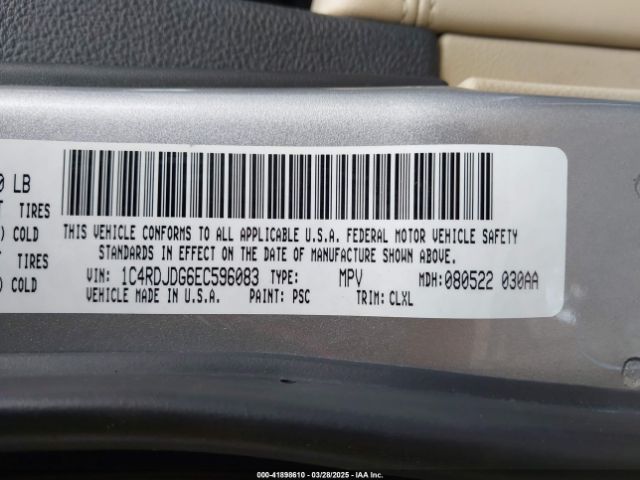 0 LB
T TIRES
) COLD
T TIRES
) COLD
THIS VEHICLE CONFORMS TO ALL APPLICABLE U.S.A. FEDERAL MOTOR VEHICLE SAFETY
STANDARDS IN EFFECT ON THE DATE OF MANUFACTURE SHOWN ABOVE.
VIN: 1C4RDJDG6EC596083 TYPE: MPV MDH:080522 030AA
VEHICLE MADE IN U.S.A. PAINT: PSC TRIM: CLXL
000-41898610 / 03/28/2025 / Copyright IAA, Inc.